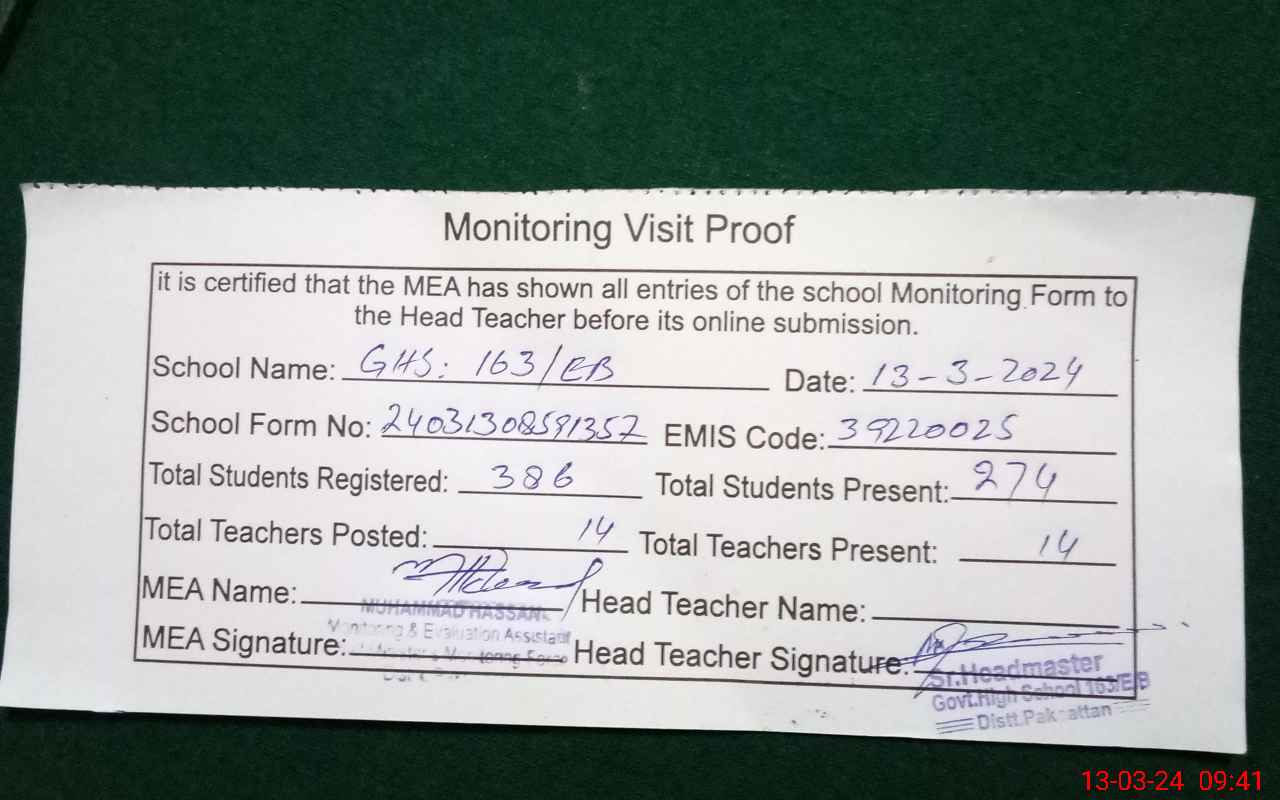 Monitoring Visit Proof
it is certified that the MEA has shown all entries of the school Monitoring Form to
the Head Teacher before its online submission.
School Name: GHS: 163/EB Date: 13-3-2024
School Form No: 24031308591357 EMIS Code: 39220025
Total Students Registered: 386 Total Students Present: 274
Total Teachers Posted: 14 Total Teachers Present: 14
MEA Name: Head Teacher Name:
MUHAMMAD HASSAN
Monitoring & Evaluation Assistant
MEA Signature: Head Teacher Signature:
Monitoring Force
Sr.Headmaster
Govt.High School 163/E/B
Distt.Pakpattan
13-03-24 09:41